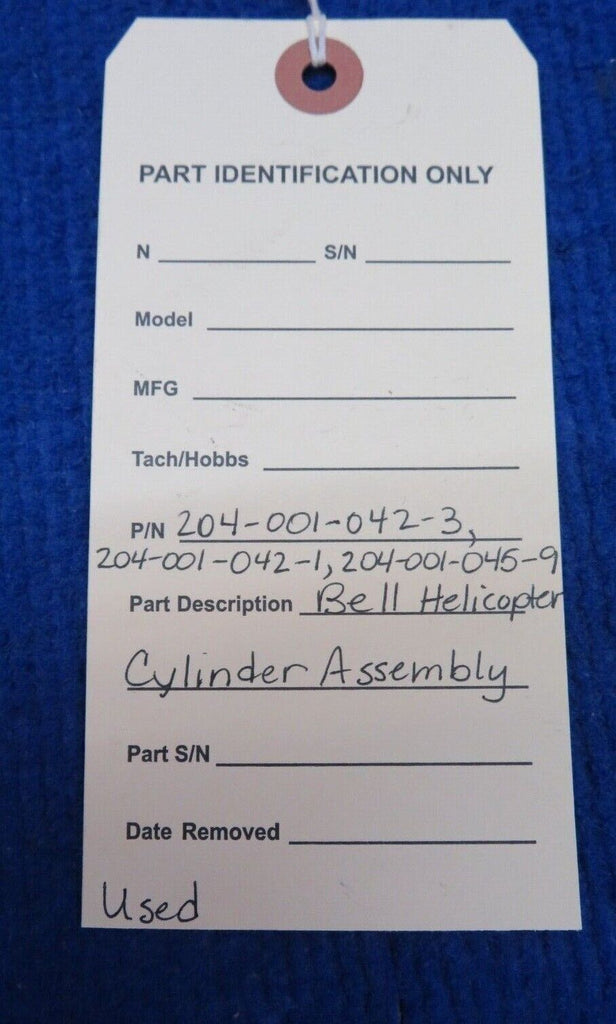 PART IDENTIFICATION ONLY
N S/N
Model
MFG
Tach/Hobbs
P/N 204-001-042-3,
204-001-042-1, 204-001-045-9
Part Description Bell Helicopter
Cylinder Assembly
Part S/N
Date Removed
Used